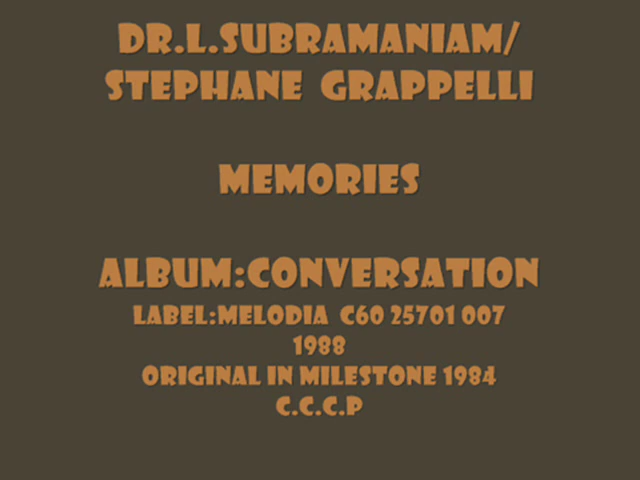 DR.L.SUBRAMANIAM/
STEPHANE GRAPPELLI
MEMORIES
ALBUM:CONVERSATION
LABEL:MELODIA C60 25701 007
1988
ORIGINAL IN MILESTONE 1984
C.C.C.P